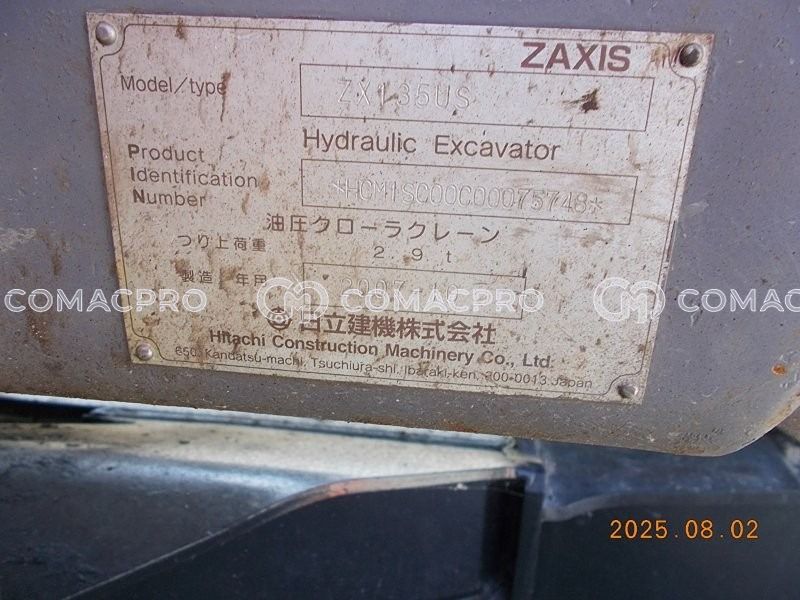 ZAXIS
Model/type ZX135US
Hydraulic Excavator
Product
Identification *HCM1SC00C00075748*
Number
油圧クローラクレーン
つり上荷重 2.9t
製造 年月 2007
日立建機株式会社
Hitachi Construction Machinery Co., Ltd.
650, Kandatsu-machi, Tsuchiura-shi, Ibaraki-ken, 300-0013 Japan
COMACPRO COMACPRO COMACPRO
2025.08.02